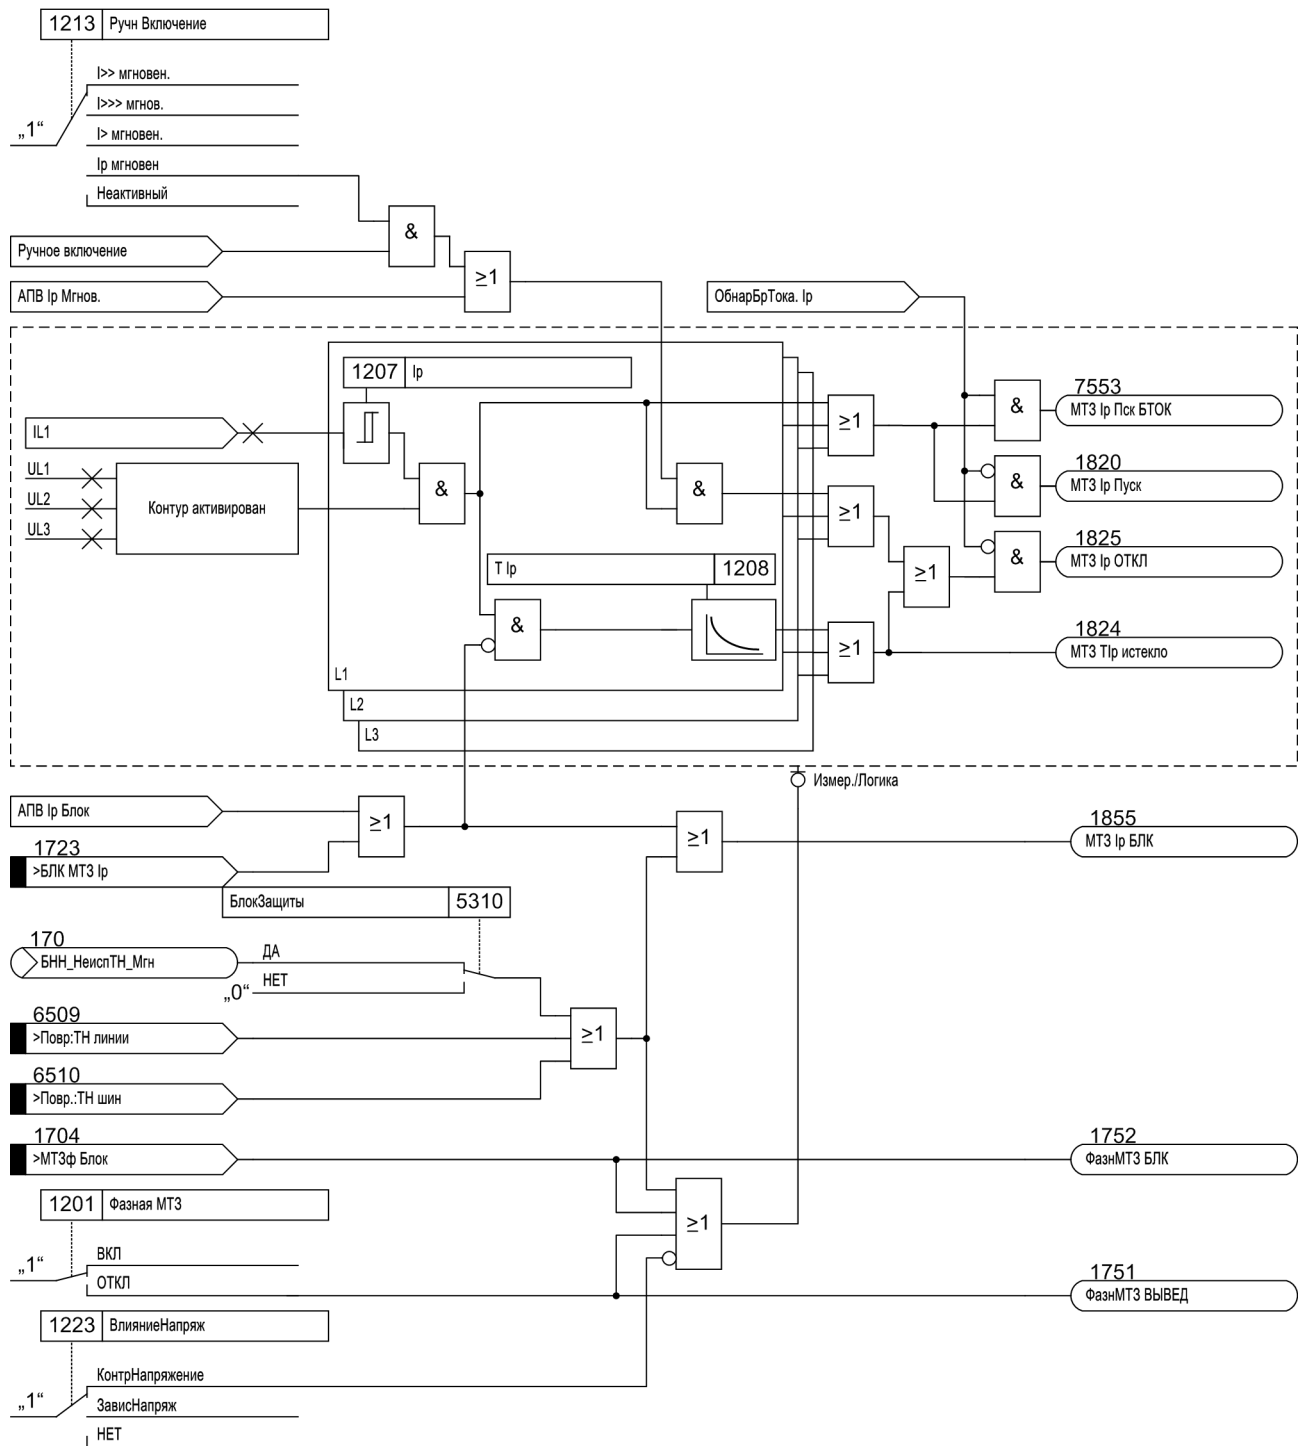 1213 Ручн Включение
I>> мгновен.
I>>> мгнов.
„1“
I> мгновен.
Ip мгновен
Неактивный
&
Ручное включение
≥1
АПВ Ip Мгнов.
ОбнарБрТока. Ip
1207 Ip
7553
&
МТЗ Ip Пск БТОК
≥1
IL1
1820
UL1
&
&
&
МТЗ Ip Пуск
UL2
Контур активирован
≥1
UL3
1825
&
МТЗ Ip ОТКЛ
T Ip 1208
≥1
&
1824
≥1
МТЗ TIp истекло
L1
L2
L3
Измер./Логика
АПВ Ip Блок
≥1
1855
≥1
МТЗ Ip БЛК
1723
>БЛК МТЗ Ip
БлокЗащиты 5310
170
БНН_НеиспТН_Мгн
ДА
НЕТ
„0“
6509
>Повр:ТН линии
≥1
6510
>Повр.:ТН шин
1704
>МТЗф Блок
1752
ФазнМТЗ БЛК
1201 Фазная МТЗ
≥1
ВКЛ
„1“
ОТКЛ
1751
ФазнМТЗ ВЫВЕД
1223 ВлияниеНапряж
КонтрНапряжение
„1“
ЗависНапряж
НЕТ